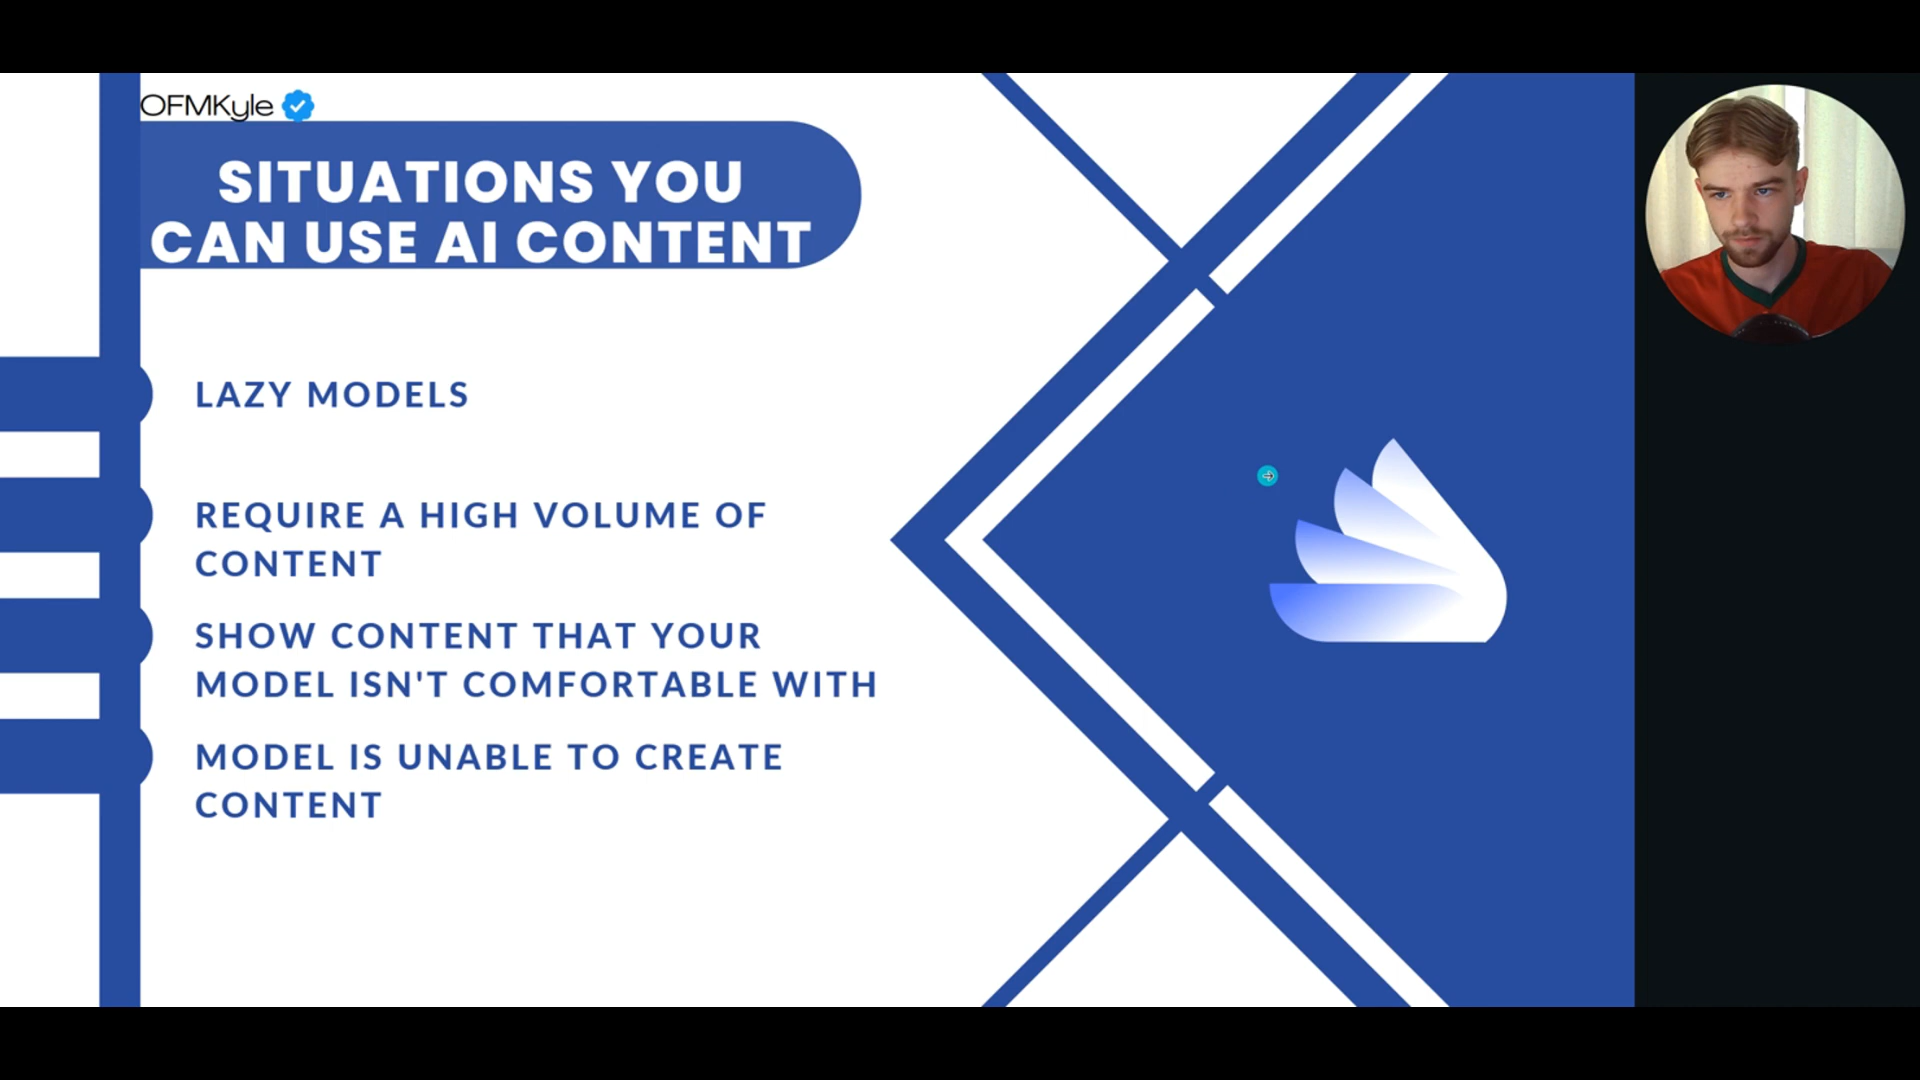 OFMKyle
SITUATIONS YOU
CAN USE AI CONTENT
LAZY MODELS
REQUIRE A HIGH VOLUME OF
CONTENT
SHOW CONTENT THAT YOUR
MODEL ISN'T COMFORTABLE WITH
MODEL IS UNABLE TO CREATE
CONTENT